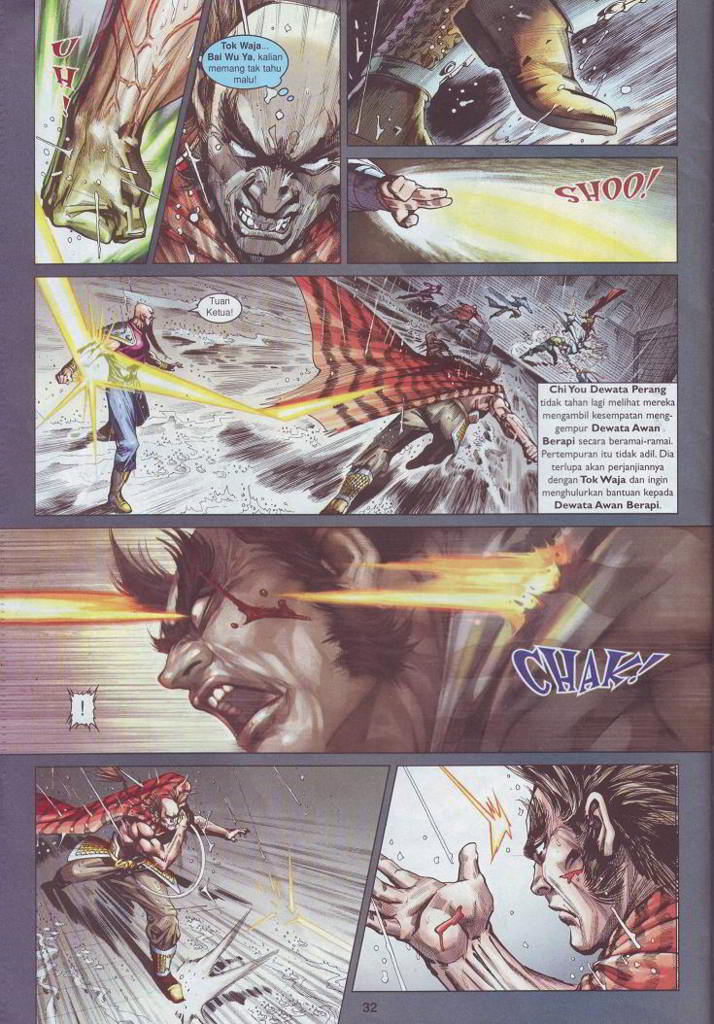 UH!
Tok Waja...
Bai Wu Ya, kalian
memang tak tahu
malu!
SHOO!
Tuan
Ketua!
Chi You Dewata Perang
tidak tahan lagi melihat mereka
mengambil kesempatan meng-
gempur Dewata Awan
Berapi secara beramai-ramai.
Pertempuran itu tidak adil. Dia
terlupa akan perjanjiannya
dengan Tok Waja dan ingin
menghulurkan bantuan kepada
Dewata Awan Berapi.
CHAK!
!
32